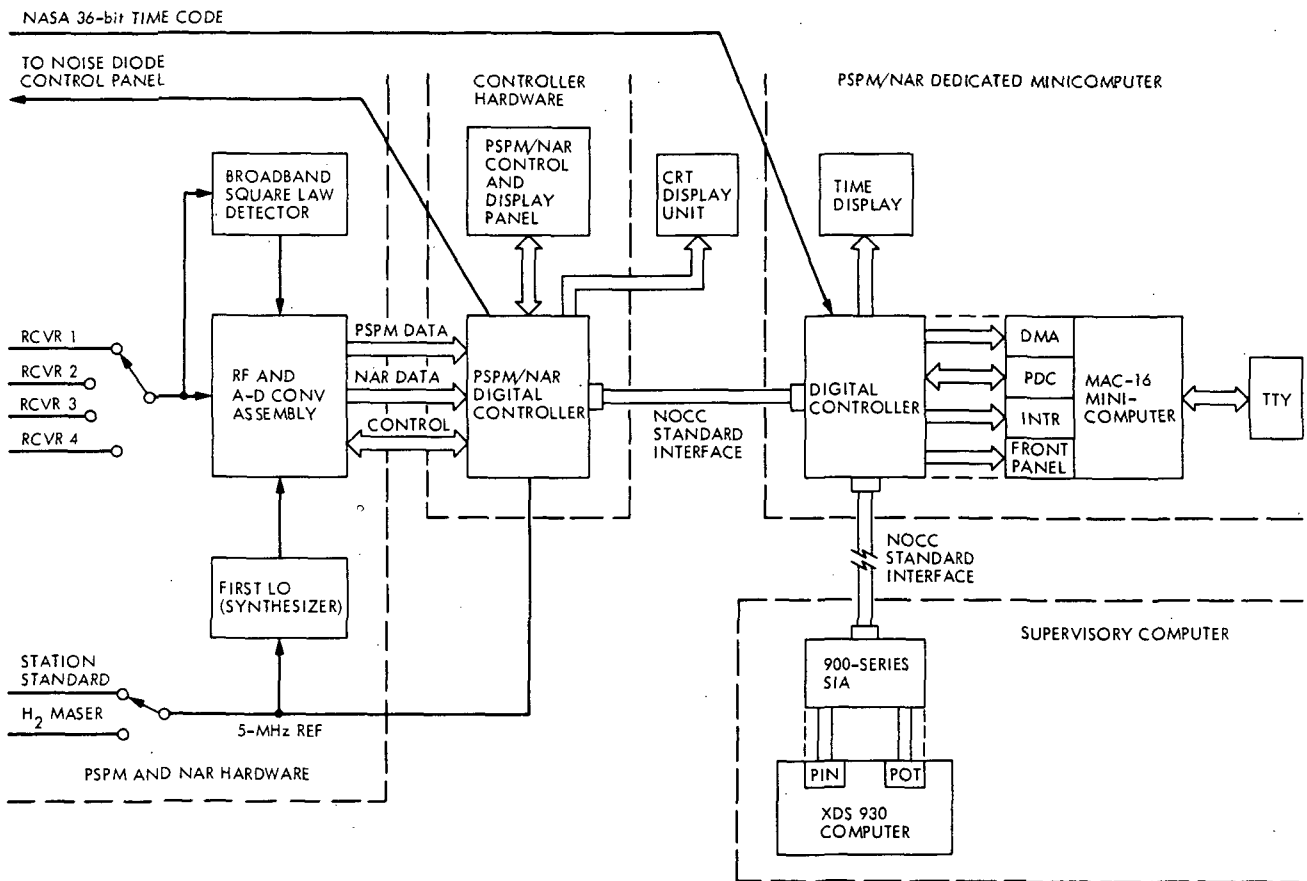 NASA 36-bit TIME CODE
TO NOISE DIODE
CONTROL PANEL
CONTROLLER
HARDWARE
PSPM/NAR DEDICATED MINICOMPUTER
BROADBAND
SQUARE LAW
DETECTOR
PSPM/NAR
CONTROL
AND
DISPLAY
PANEL
CRT
DISPLAY
UNIT
TIME
DISPLAY
RCVR 1
RCVR 2
RCVR 3
RCVR 4
RF AND
A-D CONV
ASSEMBLY
PSPM DATA
NAR DATA
CONTROL
PSPM/NAR
DIGITAL
CONTROLLER
NOCC
STANDARD
INTERFACE
DIGITAL
CONTROLLER
DMA
PDC
INTR
FRONT
PANEL
MAC-16
MINI-
COMPUTER
TTY
FIRST LO
(SYNTHESIZER)
NOCC
STANDARD
INTERFACE
STATION
STANDARD
H2 MASER
5-MHz REF
PSPM AND NAR HARDWARE
SUPERVISORY COMPUTER
900-SERIES
SIA
PIN
POT
XDS 930
COMPUTER